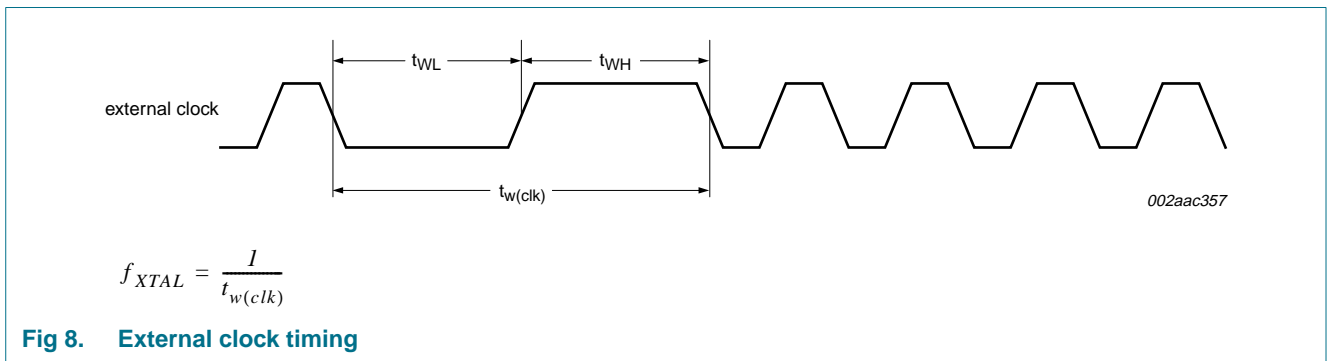 t_WL
t_WH
external clock
t_w(clk)
002aac357
f_XTAL = 1 / t_w(clk)
Fig 8. External clock timing